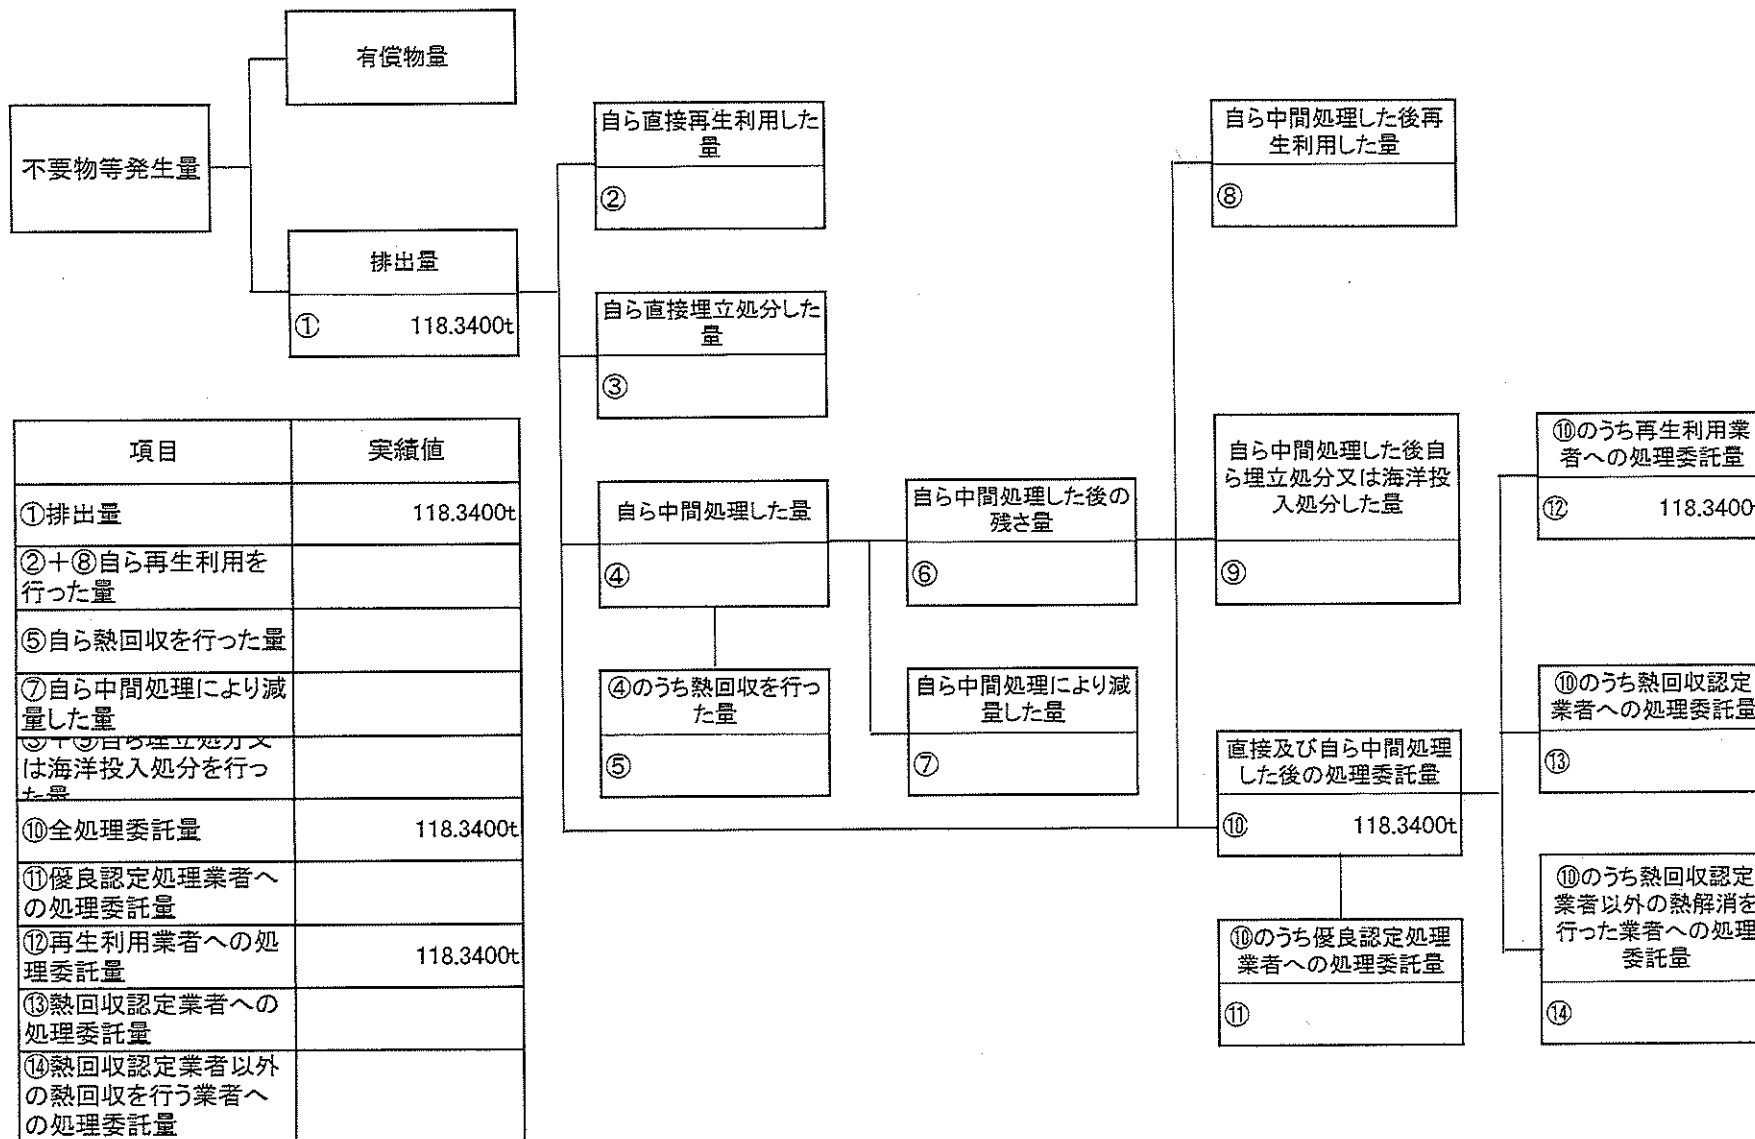 有償物量
不要物等発生量
排出量
① 118.3400t
自ら直接再生利用した
量
②
自ら直接埋立処分した
量
③
自ら中間処理した量
④
④のうち熱回収を行っ
た量
⑤
自ら中間処理した後の
残さ量
⑥
自ら中間処理により減
量した量
⑦
自ら中間処理した後再
生利用した量
⑧
自ら中間処理した後自
ら埋立処分又は海洋投
入処分した量
⑨
直接及び自ら中間処理
した後の処理委託量
⑩ 118.3400t
⑩のうち優良認定処理
業者への処理委託量
⑪
⑩のうち再生利用業
者への処理委託量
⑫ 118.3400t
⑩のうち熱回収認定
業者への処理委託量
⑬
⑩のうち熱回収認定
業者以外の熱解消を
行った業者への処理
委託量
⑭
項目 実績値
①排出量 118.3400t
②+⑧自ら再生利用を
行った量
⑤自ら熱回収を行った量
⑦自ら中間処理により減
量した量
③+⑨自ら埋立処分又
は海洋投入処分を行っ
た量
⑩全処理委託量 118.3400t
⑪優良認定処理業者へ
の処理委託量
⑫再生利用業者への処
理委託量 118.3400t
⑬熱回収認定業者への
処理委託量
⑭熱回収認定業者以外
の熱回収を行う業者へ
の処理委託量